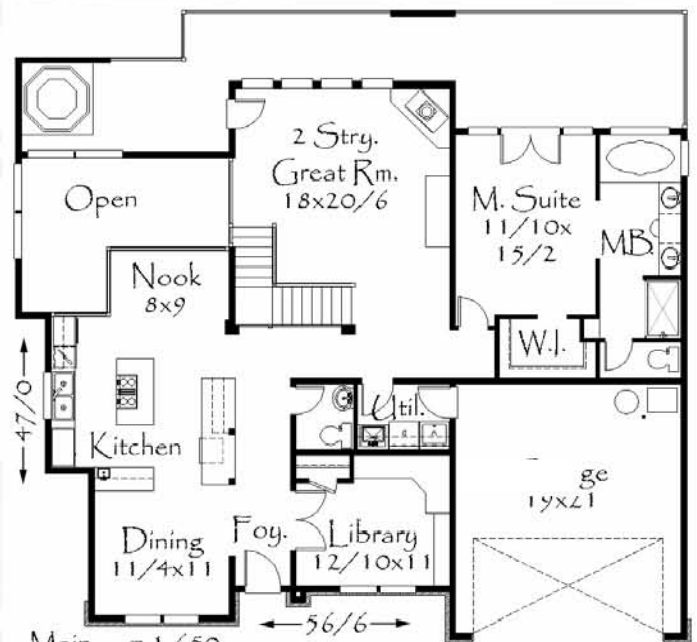 2 Stry.
Great Rm.
18x20/6
Open
M. Suite
11/10x
15/2
MB.
Nook
8x9
W.I.
47/0
Util.
Kitchen
ge
19x21
Dining
11/4x11
Foy.
Library
12/10x11
56/6